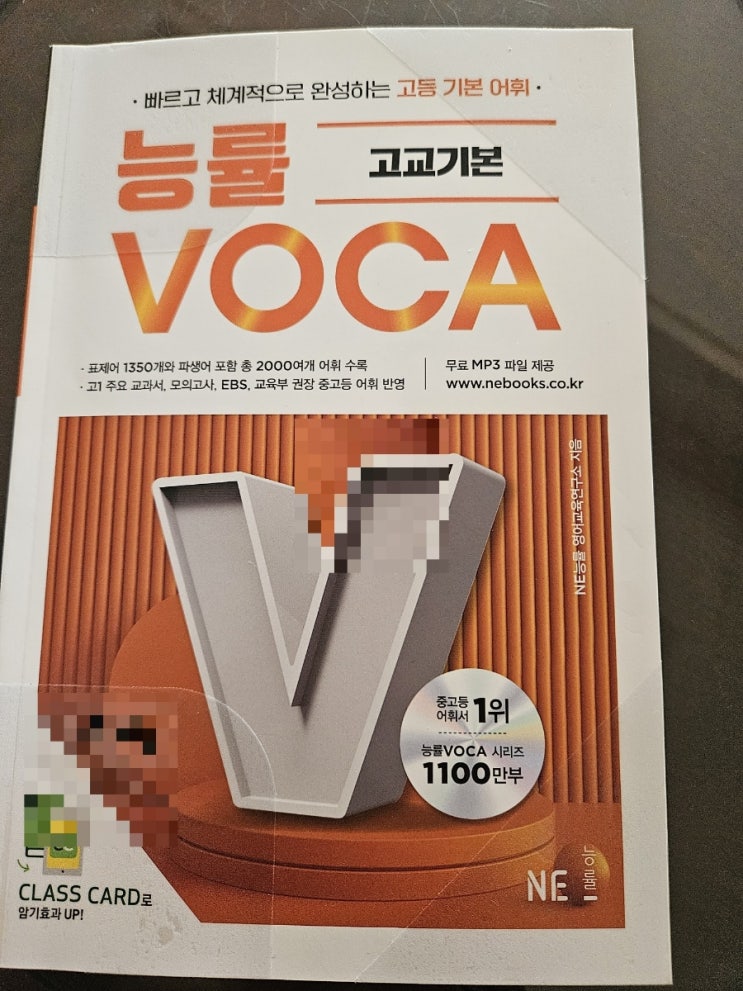 · 빠르고 체계적으로 완성하는 고등 기본 어휘 ·
능률
고교기본
VOCA
· 표제어 1350개와 파생어 포함 총 2000여개 어휘 수록
· 고1 주요 교과서, 모의고사, EBS, 교육부 권장 중고등 어휘 반영
무료 MP3 파일 제공
www.nebooks.co.kr
NE능률 영어교육연구소 지음
V
중고등
어휘서 1위
능률VOCA 시리즈
1100만부
CLASS CARD로
암기효과 UP!
NE 능률